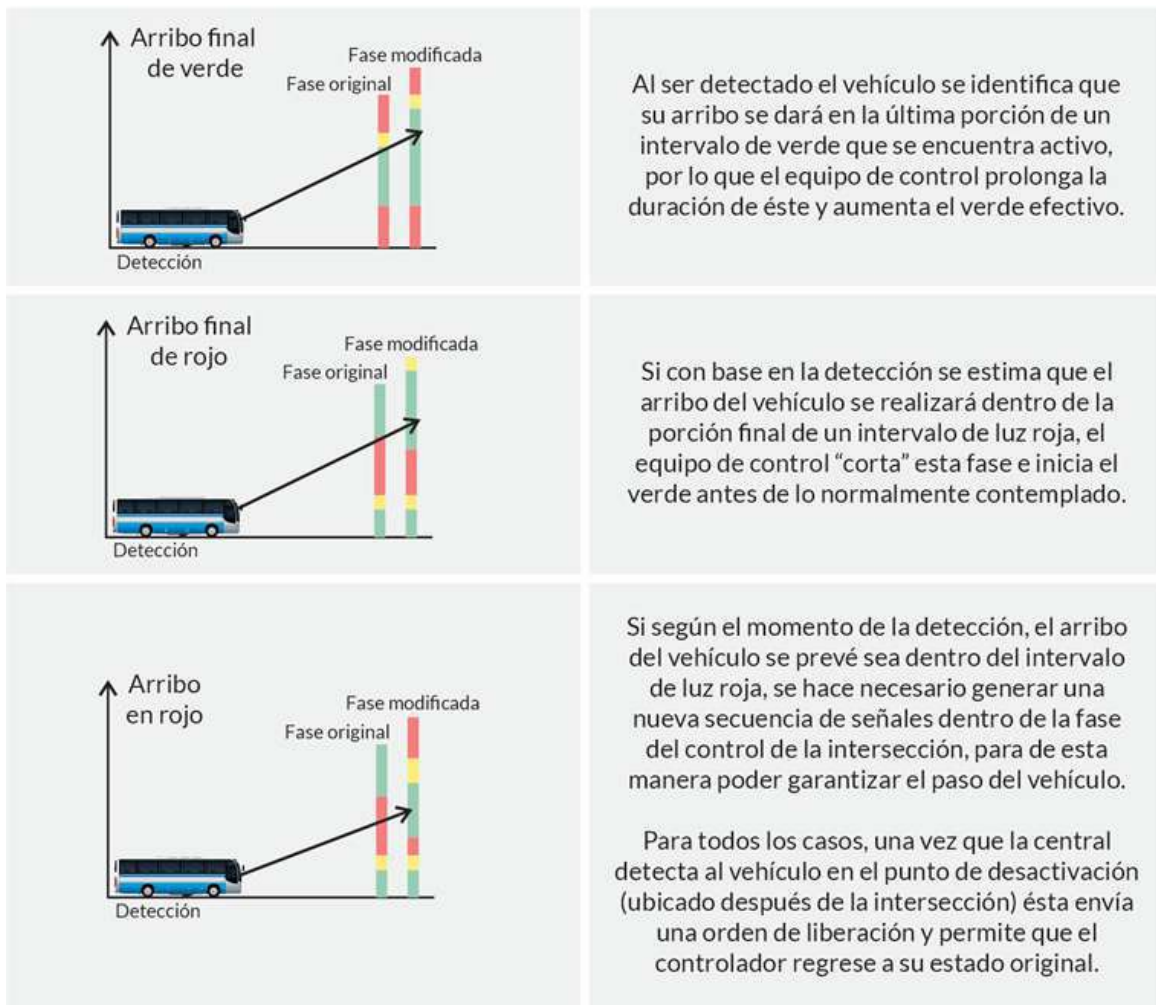 Arribo final
de verde
Fase modificada
Fase original
Detección
Al ser detectado el vehículo se identifica que
su arribo se dará en la última porción de un
intervalo de verde que se encuentra activo,
por lo que el equipo de control prolonga la
duración de éste y aumenta el verde efectivo.
Arribo final
de rojo
Fase modificada
Fase original
Detección
Si con base en la detección se estima que el
arribo del vehículo se realizará dentro de la
porción final de un intervalo de luz roja, el
equipo de control “corta” esta fase e inicia el
verde antes de lo normalmente contemplado.
Arribo
en rojo
Fase modificada
Fase original
Detección
Si según el momento de la detección, el arribo
del vehículo se prevé sea dentro del intervalo
de luz roja, se hace necesario generar una
nueva secuencia de señales dentro de la fase
del control de la intersección, para de esta
manera poder garantizar el paso del vehículo.
Para todos los casos, una vez que la central
detecta al vehículo en el punto de desactivación
(ubicado después de la intersección) ésta envía
una orden de liberación y permite que el
controlador regrese a su estado original.